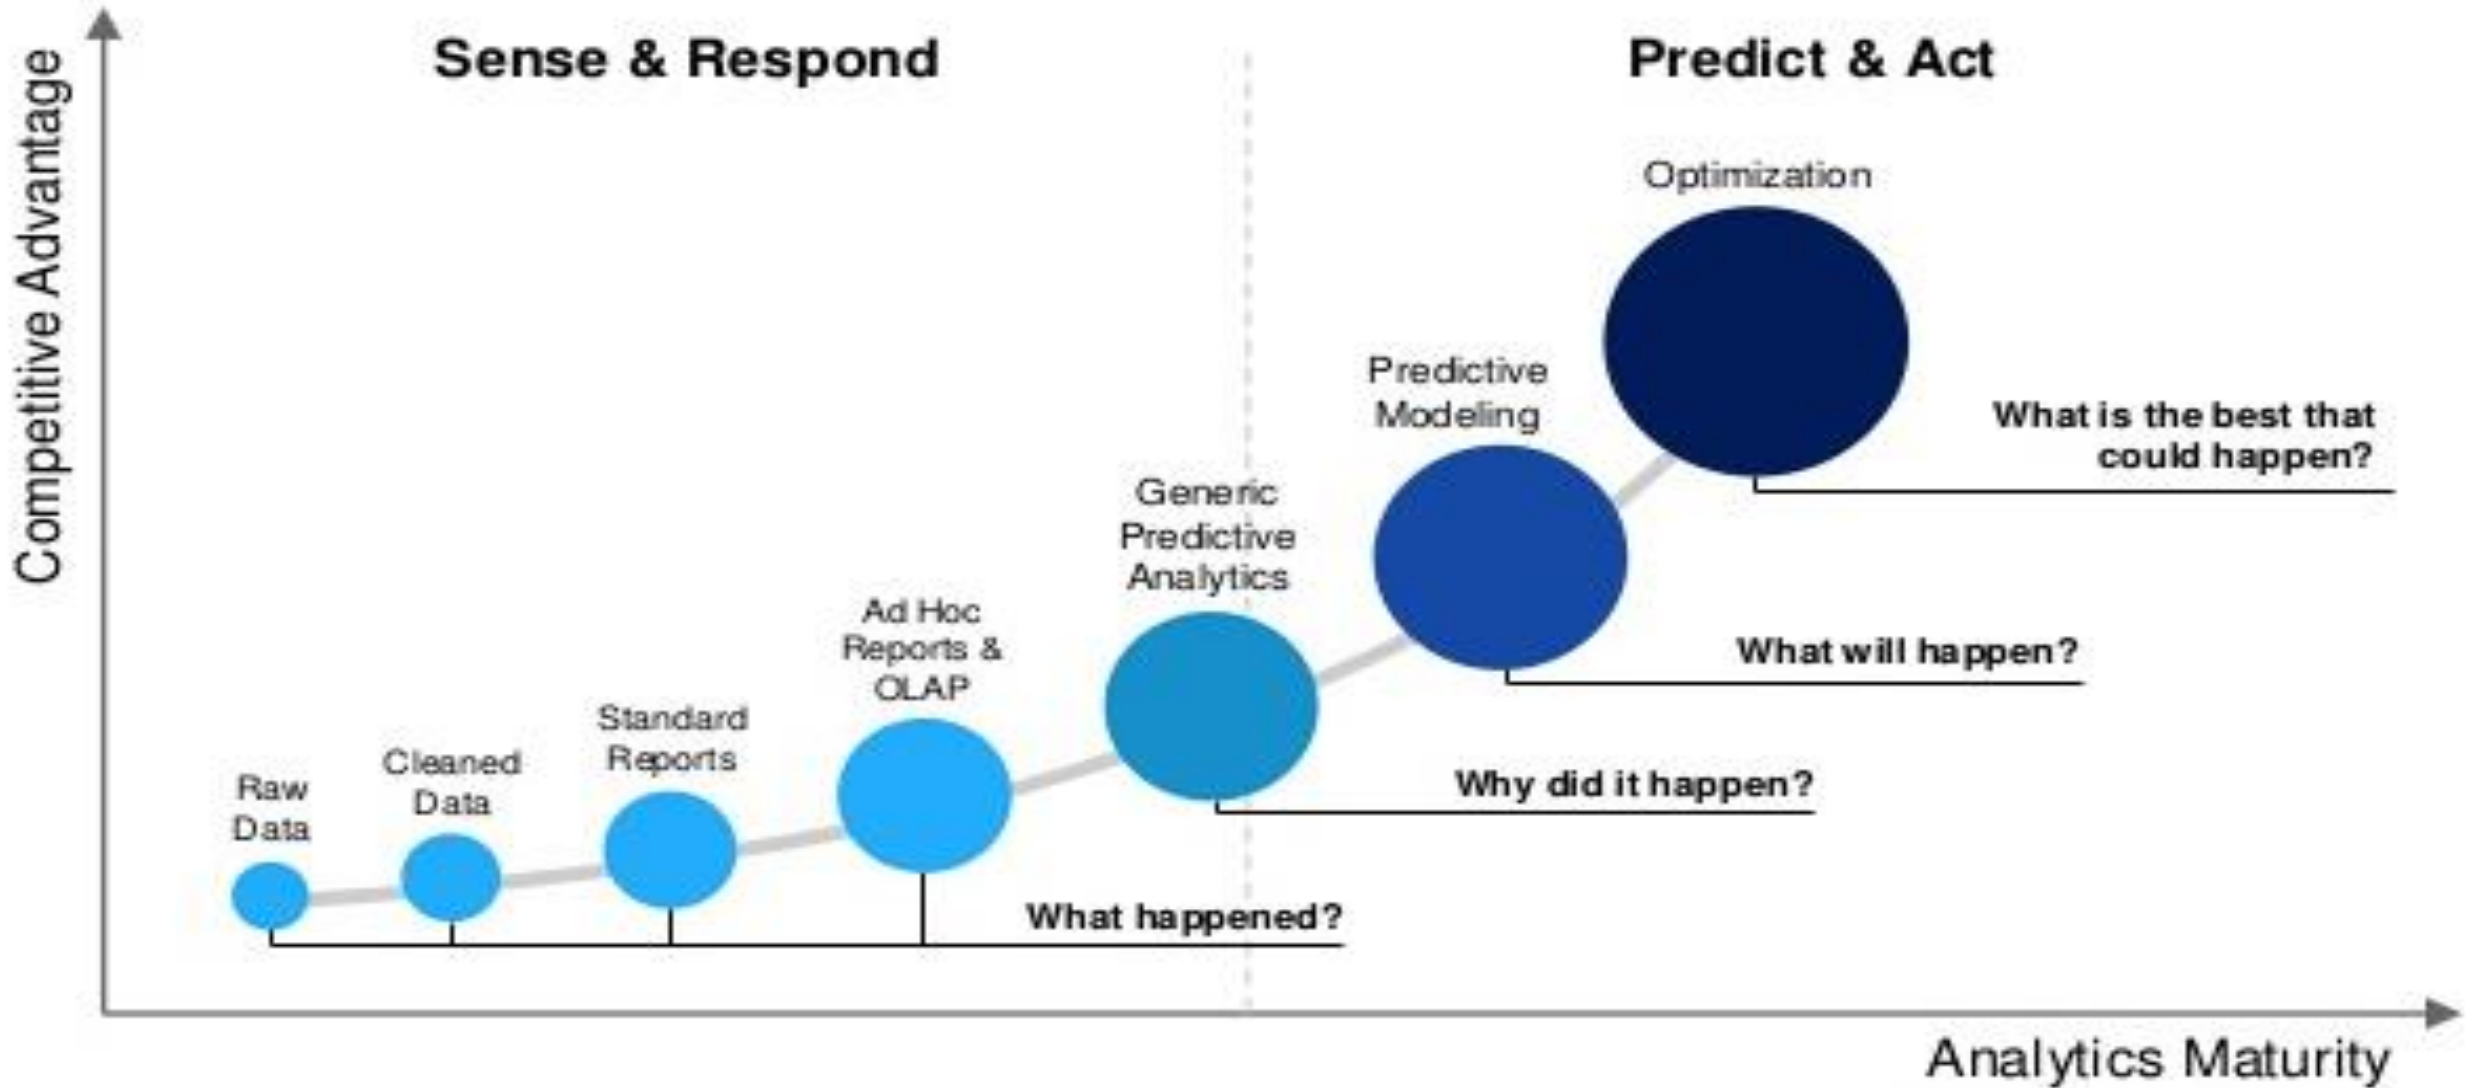 Competitive Advantage
Sense & Respond
Predict & Act
Optimization
What is the best that
could happen?
Predictive
Modeling
What will happen?
Generic
Predictive
Analytics
Why did it happen?
Ad Hoc
Reports &
OLAP
Standard
Reports
Cleaned
Data
Raw
Data
What happened?
Analytics Maturity